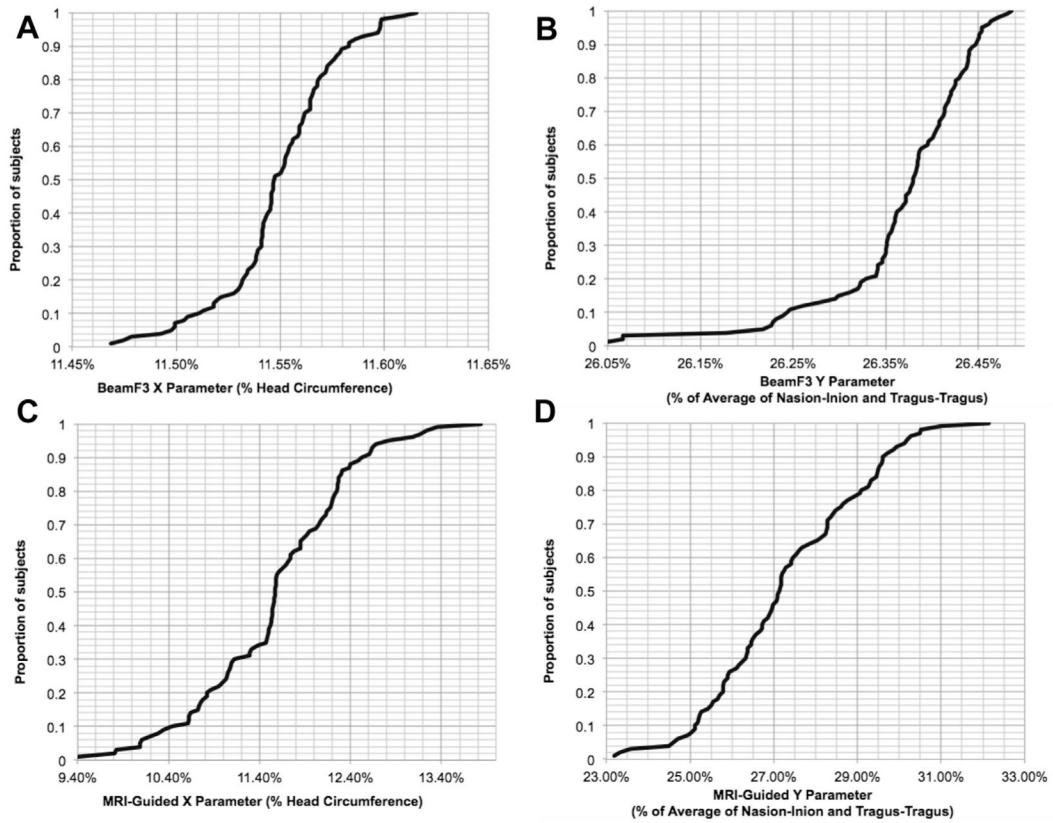 A
1
0.9
0.8
0.7
0.6
0.5
0.4
0.3
0.2
0.1
0
Proportion of subjects
11.45% 11.50% 11.55% 11.60% 11.65%
BeamF3 X Parameter (% Head Circumference)
B
1
0.9
0.8
0.7
0.6
0.5
0.4
0.3
0.2
0.1
0
Proportion of subjects
26.05% 26.15% 26.25% 26.35% 26.45%
BeamF3 Y Parameter
(% of Average of Nasion-Inion and Tragus-Tragus)
C
1
0.9
0.8
0.7
0.6
0.5
0.4
0.3
0.2
0.1
0
Proportion of subjects
9.40% 10.40% 11.40% 12.40% 13.40%
MRI-Guided X Parameter (% Head Circumference)
D
1
0.9
0.8
0.7
0.6
0.5
0.4
0.3
0.2
0.1
0
Proportion of subjects
23.00% 25.00% 27.00% 29.00% 31.00% 33.00%
MRI-Guided Y Parameter
(% of Average of Nasion-Inion and Tragus-Tragus)